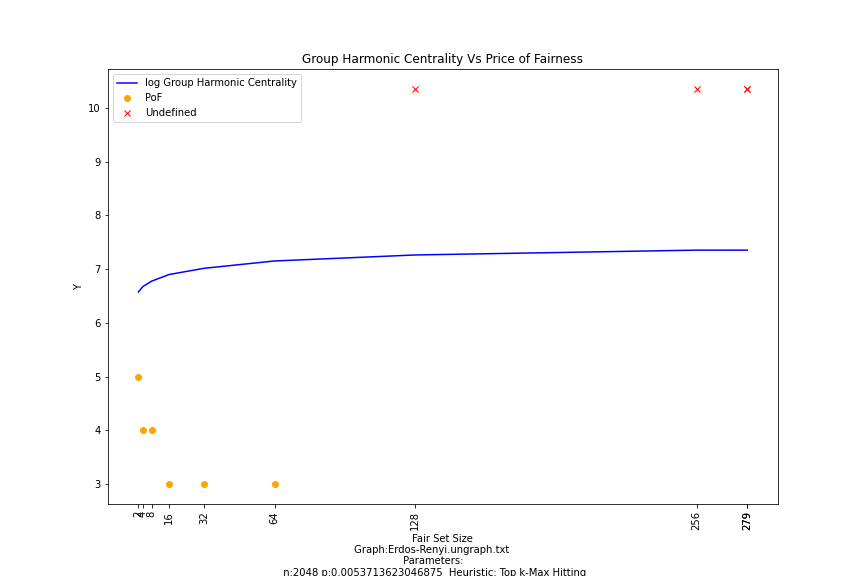 Group Harmonic Centrality Vs Price of Fairness
log Group Harmonic Centrality
PoF
Undefined
10
9
8
7
6
5
4
3
Y
2
4
8
16
32
64
128
256
279
Fair Set Size
Graph:Erdos-Renyi.ungraph.txt
Parameters:
n:2048 p:0.0053713623046875 Heuristic: Top k-Max Hitting